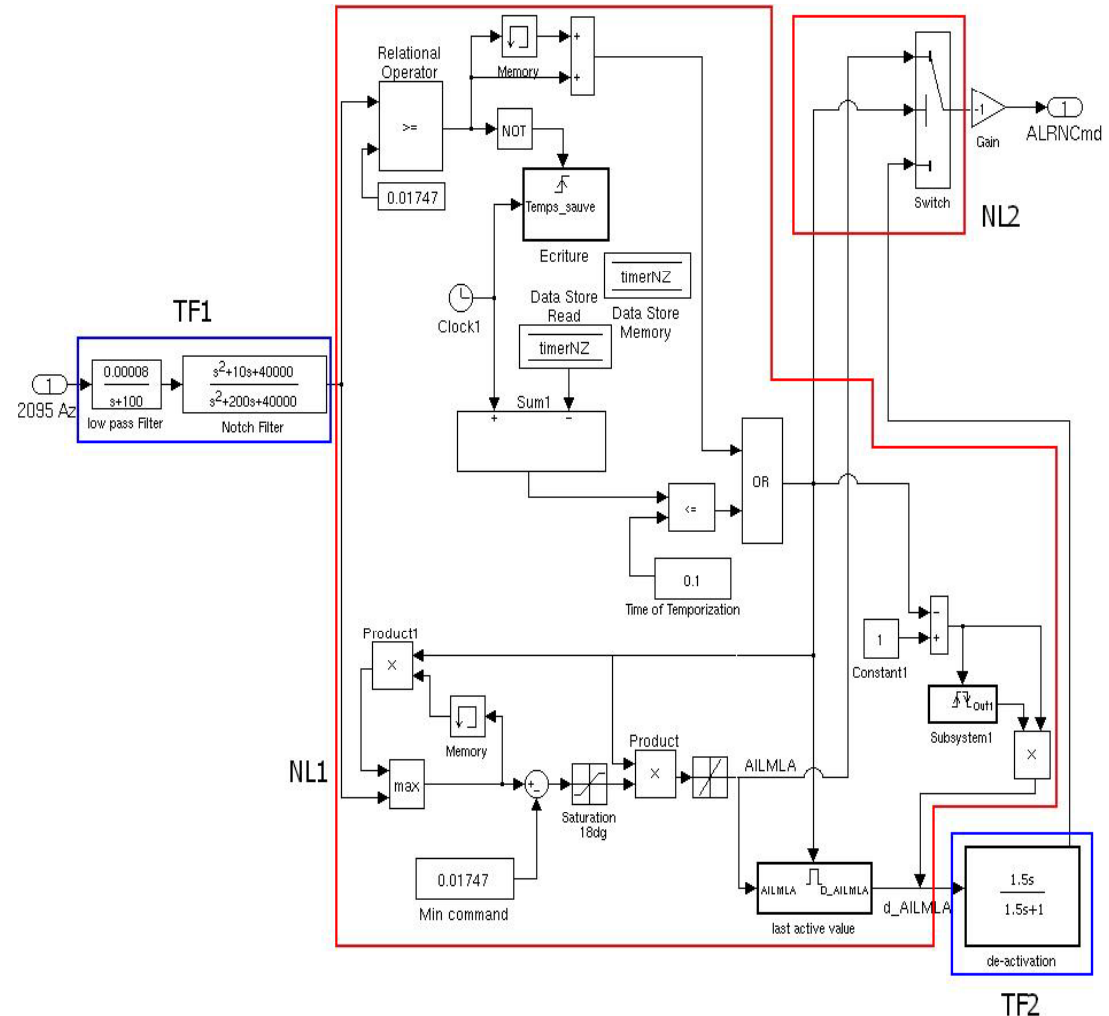 Relational
Operator
>=
0.01747
Memory
+
+
NOT
Temps_sauve
Ecriture
timerNZ
Data Store
Memory
Clock1
Data Store
Read
timerNZ
Sum1
+ −
TF1
1
2095 Az
0.00008
s+100
low pass Filter
s²+10s+40000
s²+200s+40000
Notch Filter
<=
OR
0.1
Time of Temporization
Switch
-1
Gain
1
ALRNCmd
NL2
Product1
×
Memory
max
+
−
Saturation
18dg
Product
×
AILMLA
0.01747
Min command
NL1
AILMLA D_AILMLA
last active value
d_AILMLA
1
Constant1
−
+
Out1
Subsystem1
×
1.5s
1.5s+1
de-activation
TF2